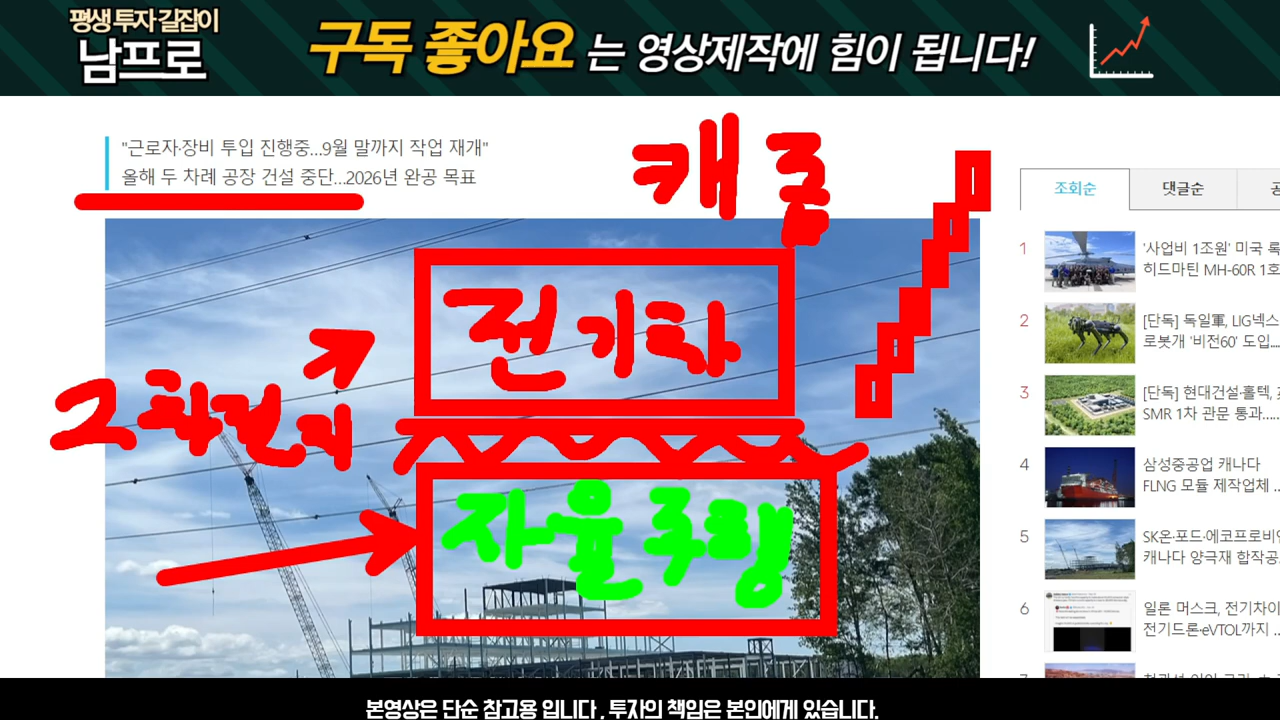 평생 투자 길잡이
남프로
구독 좋아요 는 영상제작에 힘이 됩니다!
"근로자·장비 투입 진행중…9월 말까지 작업 재개"
올해 두 차례 공장 건설 중단…2026년 완공 목표
캐즘
전기차
2차전지
자율주행
조회순
댓글순
공
1 '사업비 1조원' 미국 록
히드마틴 MH-60R 1호
2 [단독] 독일軍, LIG넥스
로봇개 '비전60' 도입...
3 [단독] 현대건설·홀텍,
SMR 1차 관문 통과.....
4 삼성중공업 캐나다
FLNG 모듈 제작업체 ..
5 SK온·포드·에코프로비엠
캐나다 양극재 합작공.
6 일론 머스크, 전기차이
전기드론·eVTOL까지 ..
본영상은 단순 참고용 입니다 , 투자의 책임은 본인에게 있습니다.